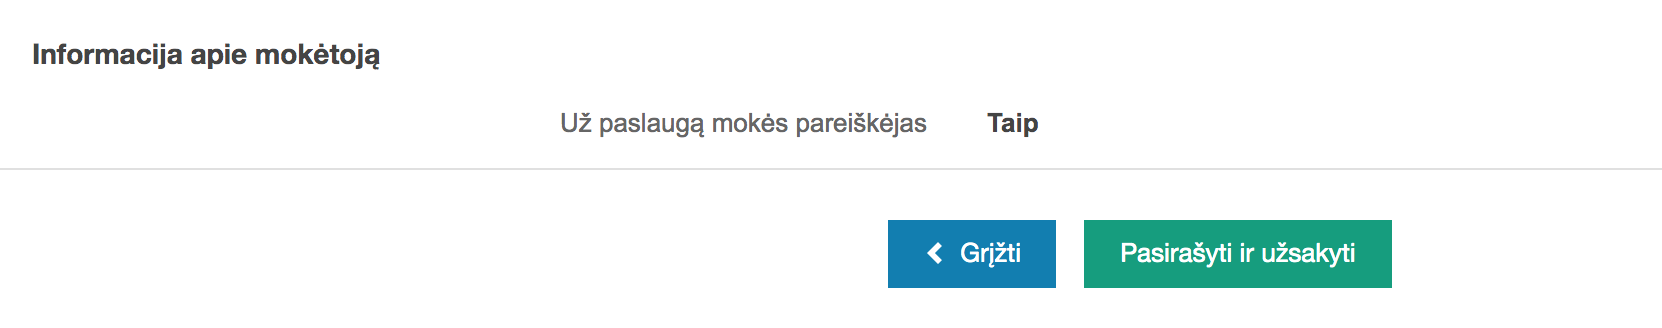 Informacija apie mokėtoją
Už paslaugą mokės pareiškėjas Taip
Grįžti Pasirašyti ir užsakyti